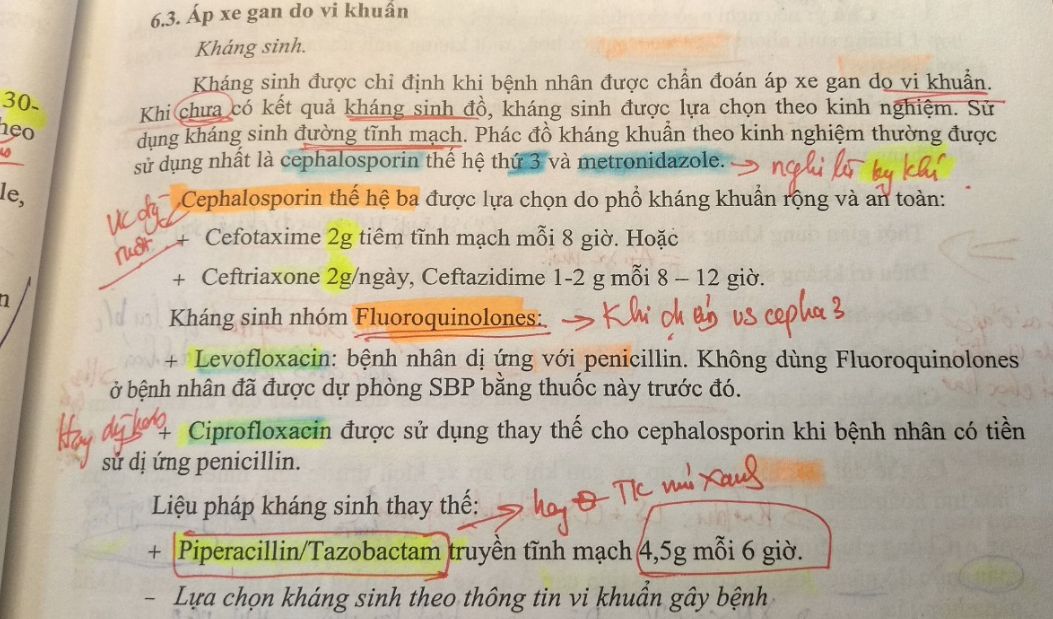 6.3. Áp xe gan do vi khuẩn
Kháng sinh.
Kháng sinh được chỉ định khi bệnh nhân được chẩn đoán áp xe gan do vi khuẩn.
30-
Khi chưa có kết quả kháng sinh đồ, kháng sinh được lựa chọn theo kinh nghiệm. Sử
heo
dụng kháng sinh đường tĩnh mạch. Phác đồ kháng khuẩn theo kinh nghiệm thường được
sử dụng nhất là cephalosporin thế hệ thứ 3 và metronidazole. → nghi là kỵ khí
le,
Cephalosporin thế hệ ba được lựa chọn do phổ kháng khuẩn rộng và an toàn:
+ Cefotaxime 2g tiêm tĩnh mạch mỗi 8 giờ. Hoặc
+ Ceftriaxone 2g/ngày, Ceftazidime 1-2 g mỗi 8 – 12 giờ.
n
Kháng sinh nhóm Fluoroquinolones: → Khi dị ứng vs cepha 3
+ Levofloxacin: bệnh nhân dị ứng với penicillin. Không dùng Fluoroquinolones
ở bệnh nhân đã được dự phòng SBP bằng thuốc này trước đó.
Hay
+ Ciprofloxacin được sử dụng thay thế cho cephalosporin khi bệnh nhân có tiền
sử dị ứng penicillin.
Liệu pháp kháng sinh thay thế: → hay TK mủ xanh
+ Piperacillin/Tazobactam truyền tĩnh mạch 4,5g mỗi 6 giờ.
- Lựa chọn kháng sinh theo thông tin vi khuẩn gây bệnh